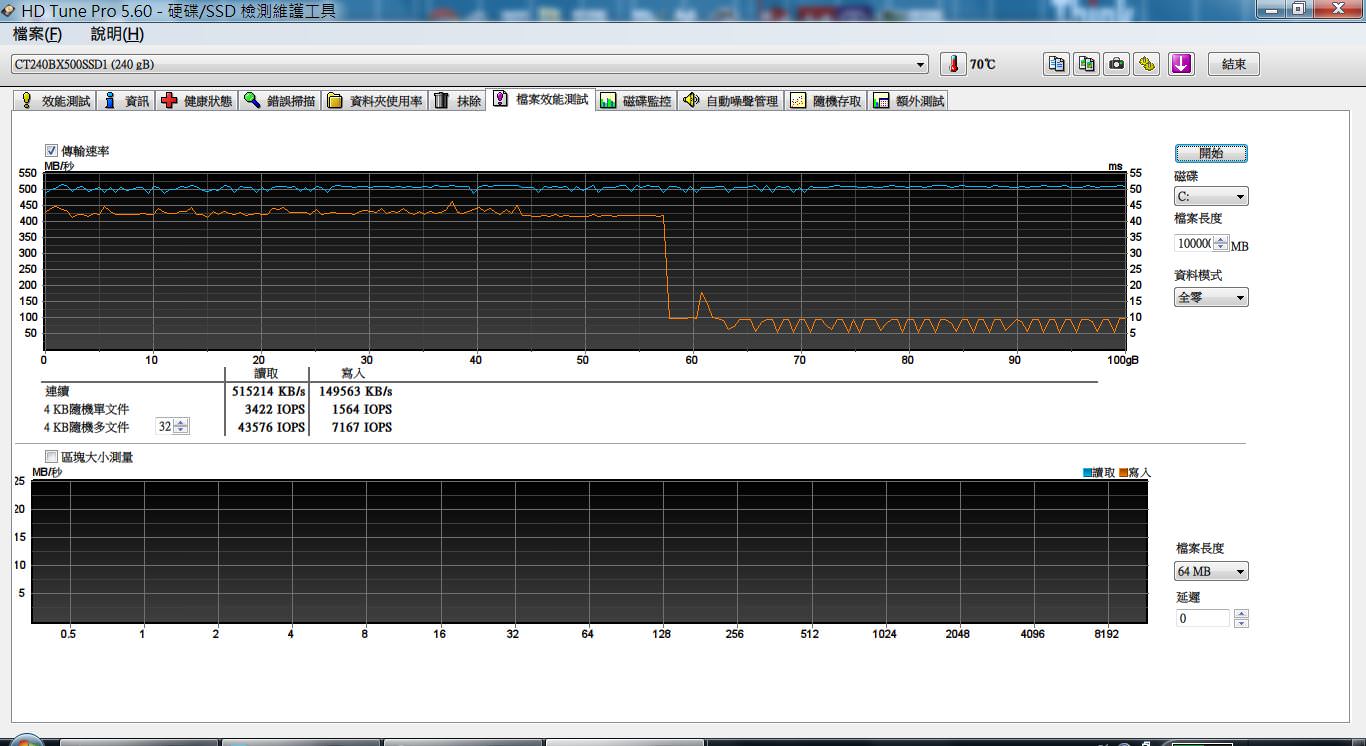 HD Tune Pro 5.60 - 硬碟/SSD 檢測維護工具
檔案(F) 說明(H)
CT240BX500SSD1 (240 gB) 70℃ 結束
效能測試 資訊 健康狀態 錯誤掃描 資料夾使用率 抹除 檔案效能測試 磁碟監控 自動噪聲管理 隨機存取 額外測試
傳輸速率
MB/秒 ms
開始
磁碟
C:
檔案長度
10000 MB
資料模式
全零
550 55
500 50
450 45
400 40
350 35
300 30
250 25
200 20
150 15
100 10
50 5
0 10 20 30 40 50 60 70 80 90 100gB
讀取 寫入
連續 515214 KB/s 149563 KB/s
4 KB隨機單文件 3422 IOPS 1564 IOPS
4 KB隨機多文件 32 43576 IOPS 7167 IOPS
區塊大小測量
MB/秒 讀取 寫入
25
20
15
10
5
0.5 1 2 4 8 16 32 64 128 256 512 1024 2048 4096 8192
檔案長度
64 MB
延遲
0